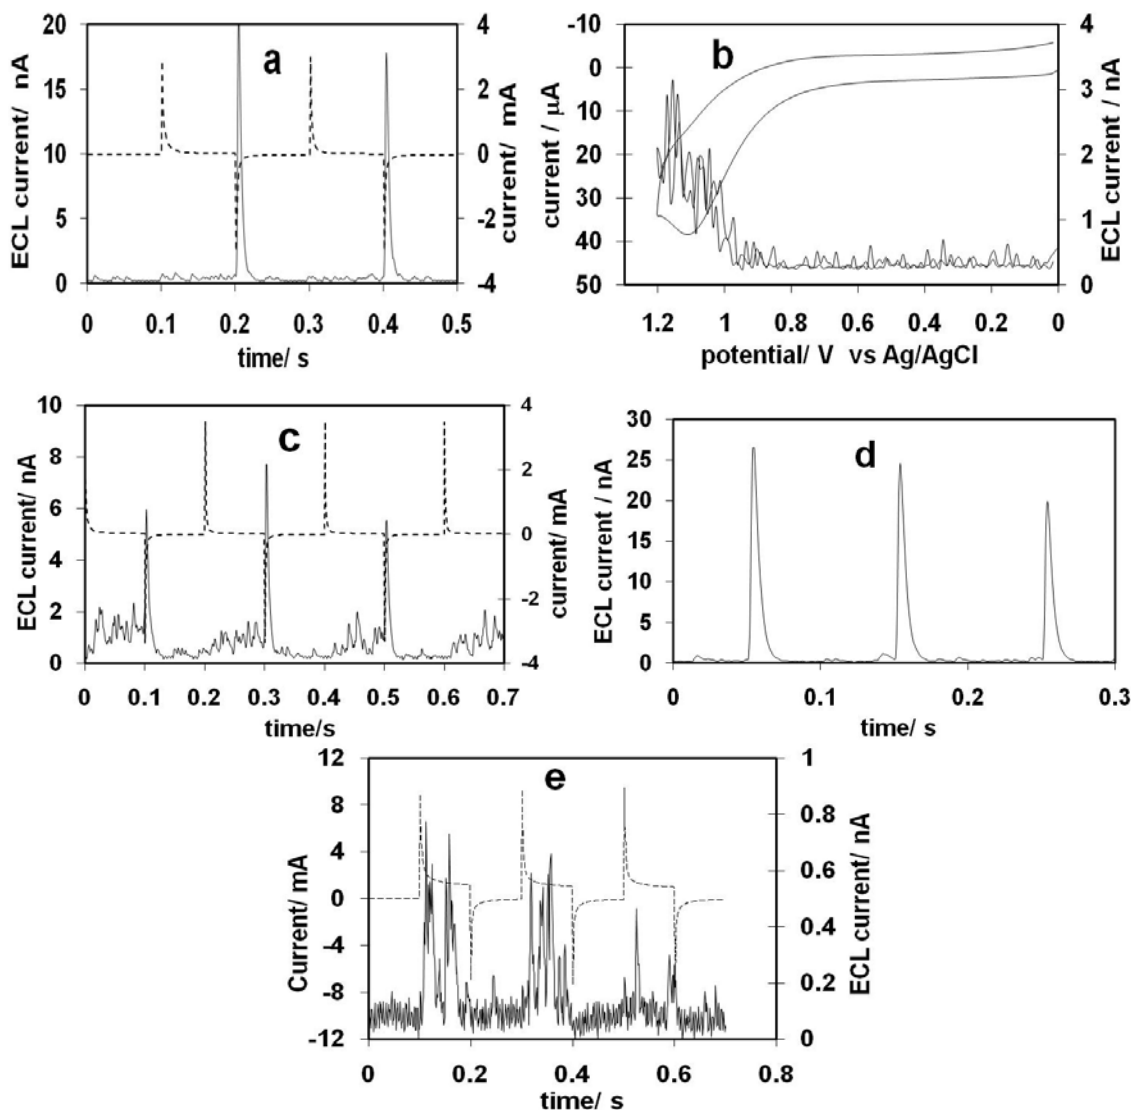 a
20
15
10
5
0
ECL current/ nA
4
2
0
-2
-4
current/ mA
0 0.1 0.2 0.3 0.4 0.5
time/ s
b
-10
0
10
20
30
40
50
current / µA
4
3
2
1
0
ECL current / nA
1.2 1 0.8 0.6 0.4 0.2 0
potential/ V vs Ag/AgCl
c
10
8
6
4
2
0
ECL current/ nA
4
2
0
-2
-4
current/ mA
0 0.1 0.2 0.3 0.4 0.5 0.6 0.7
time/s
d
30
25
20
15
10
5
0
ECL current / nA
0 0.1 0.2 0.3
time/ s
e
12
8
4
0
-4
-8
-12
Current/ mA
1
0.8
0.6
0.4
0.2
0
ECL current/ nA
0 0.2 0.4 0.6 0.8
time/ s